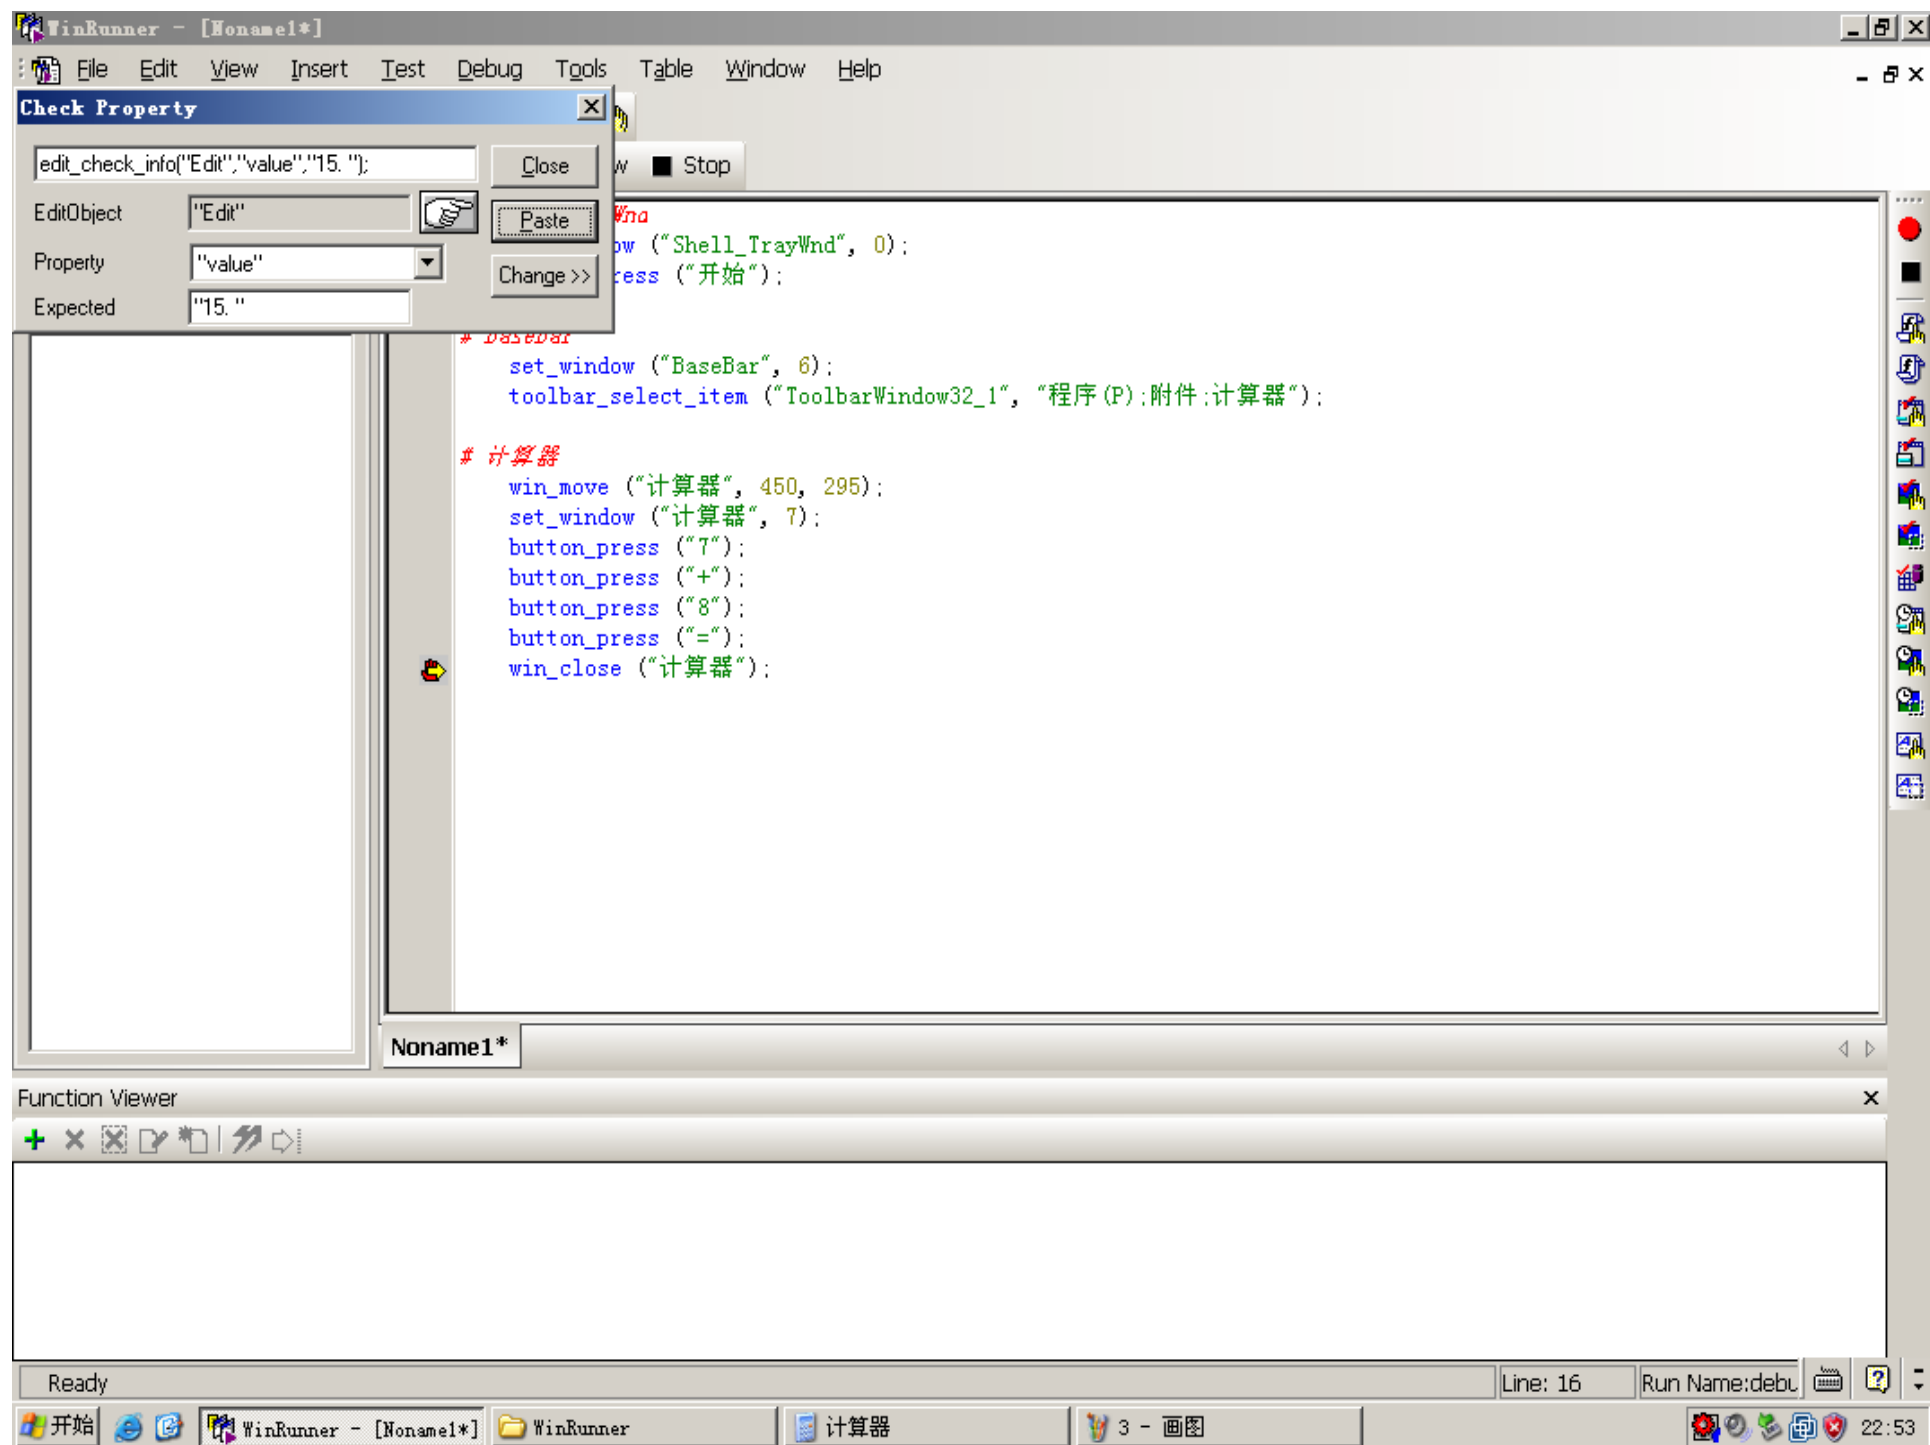 WinRunner - [Noname1*]
File Edit View Insert Test Debug Tools Table Window Help
Check Property
edit_check_info("Edit","value","15. "); Close
Stop
EditObject "Edit" Paste
Property "value" Change >>
Expected "15. "
("Shell_TrayWnd", 0);
("开始");
set_window ("BaseBar", 6);
toolbar_select_item ("ToolbarWindow32_1", "程序(P);附件;计算器");
# 计算器
win_move ("计算器", 450, 295);
set_window ("计算器", 7);
button_press ("7");
button_press ("+");
button_press ("8");
button_press ("=");
win_close ("计算器");
Noname1*
Function Viewer
Ready Line: 16 Run Name:debu
开始 WinRunner - [Noname1*] WinRunner 计算器 3 - 画图 22:53